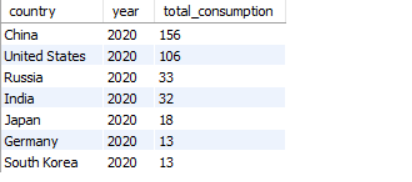 country year total_consumption
China 2020 156
United States 2020 106
Russia 2020 33
India 2020 32
Japan 2020 18
Germany 2020 13
South Korea 2020 13